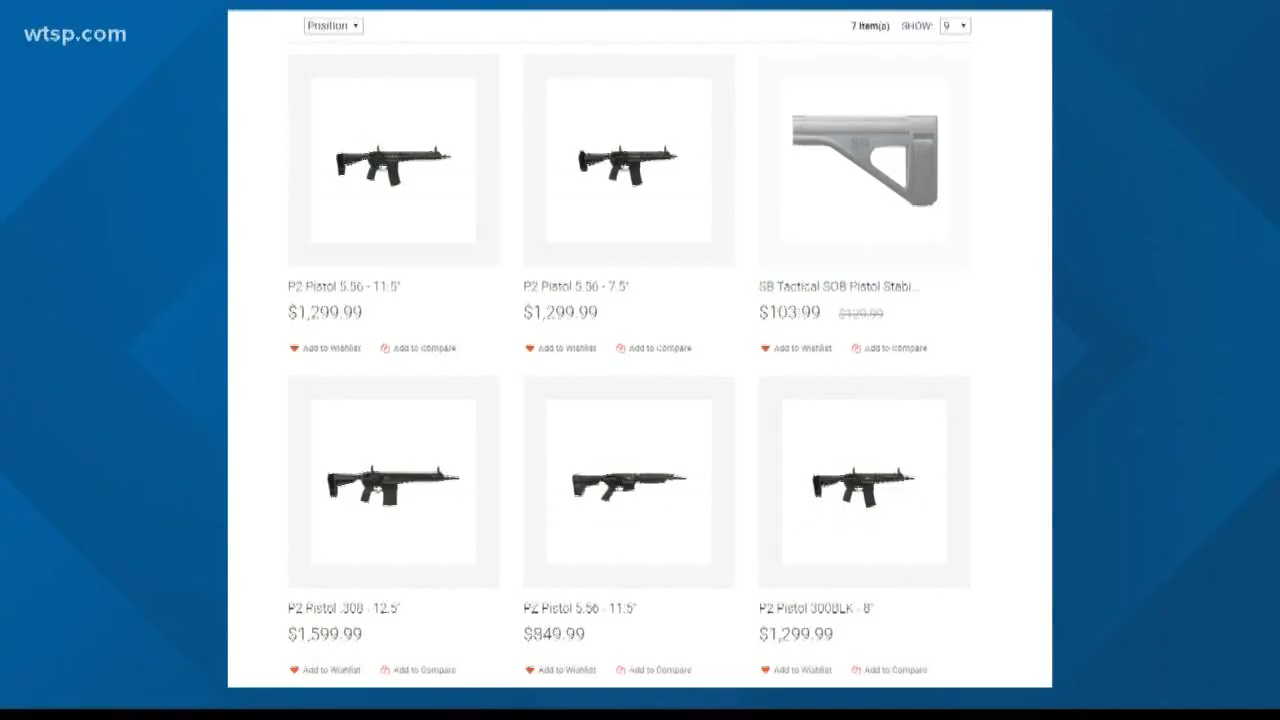 wtsp.com
Position
7 Item(s) SHOW: 9
P2 Pistol 5.56 - 11.5" P2 Pistol 5.56 - 7.5" SB Tactical SOB Pistol Stabi...
$1,299.99 $1,299.99 $103.99 $129.99
Add to Wishlist Add to Compare Add to Wishlist Add to Compare Add to Wishlist Add to Compare
P2 Pistol .308 - 12.5" P2 Pistol 5.56 - 11.5" P2 Pistol 300BLK - 8"
$1,599.99 $849.99 $1,299.99
Add to Wishlist Add to Compare Add to Wishlist Add to Compare Add to Wishlist Add to Compare